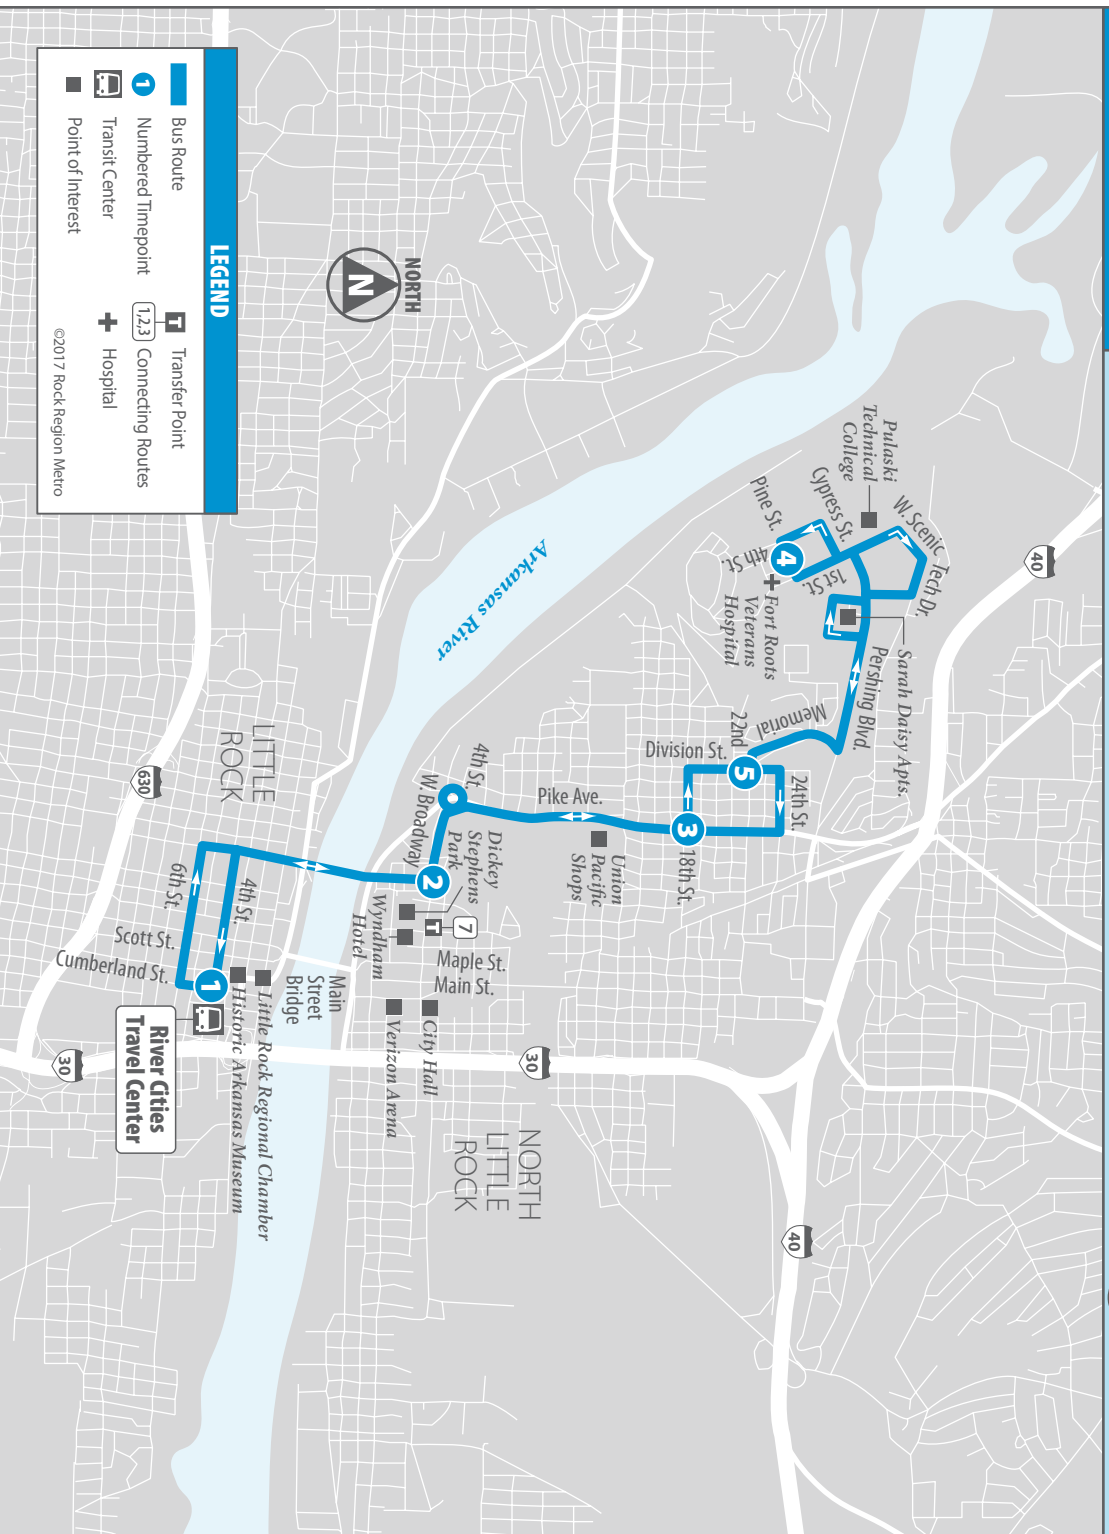 LEGEND
Bus Route
1
Numbered Timepoint
Transit Center
Point of Interest
T
Transfer Point
1,2,3
Connecting Routes
Hospital
©2017 Rock Region Metro
NORTH
N
Arkansas River
Pulaski
Technical
College
W. Scenic
Tech Dr.
Cypress St.
Pine St.
4th St.
1st St.
4
Fort Roots
Veterans
Hospital
Sarah Daisy Apts.
Pershing Blvd.
Memorial
22nd
Division St.
5
24th St.
3
18th St.
Pike Ave.
Union
Pacific
Shops
4th St.
W. Broadway
2
Dickey
Stephens
Park
Wyndham
Hotel
T
7
Maple St.
Main St.
Main
Street
Bridge
City Hall
Verizon Arena
NORTH
LITTLE
ROCK
LITTLE
ROCK
4th St.
6th St.
Scott St.
Cumberland St.
1
Little Rock Regional Chamber
Historic Arkansas Museum
River Cities
Travel Center
40
40
30
30
630